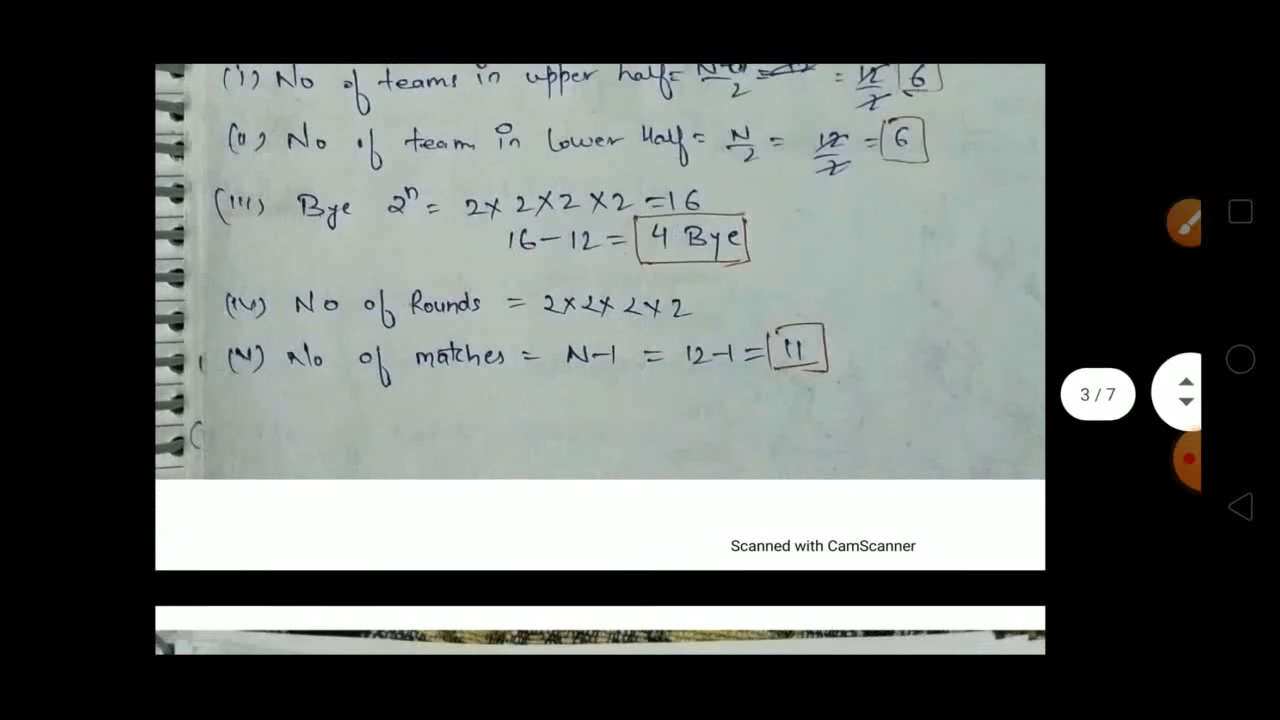 (i) No of teams in upper half = = 12/2 6
(ii) No of team in lower Half = N/2 = 12/2 = 6
(iii) Bye 2ⁿ = 2×2×2×2 =16
16-12 = 4 Bye
(iv) No of Rounds = 2×2×2×2
(v) No of matches = N-1 = 12-1 = 11
3 / 7
Scanned with CamScanner